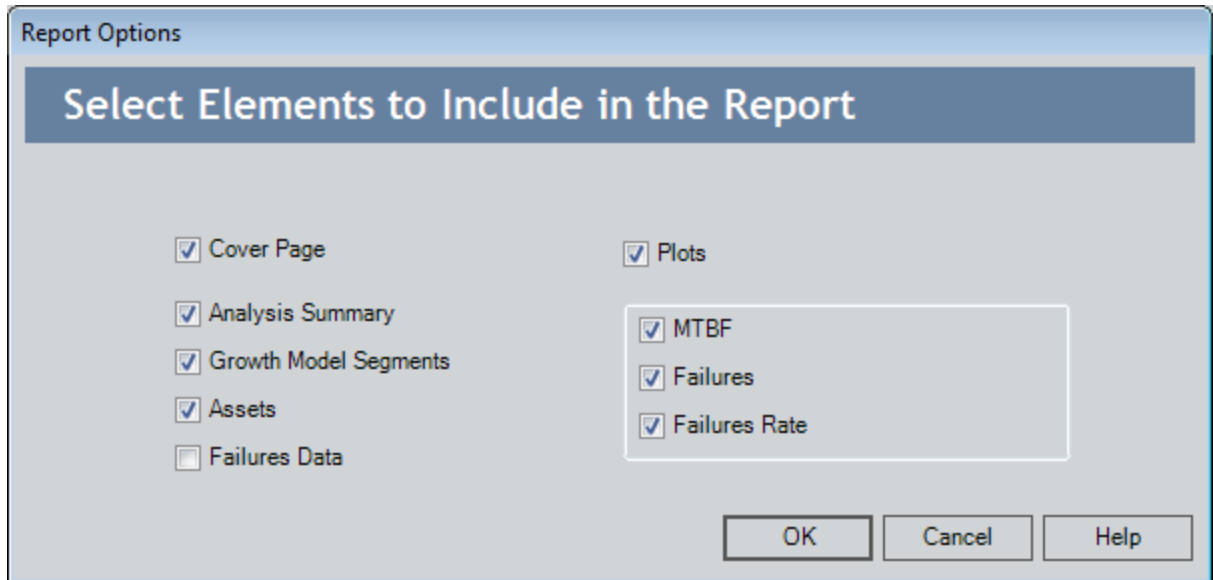 Report Options
Select Elements to Include in the Report
Cover Page
Analysis Summary
Growth Model Segments
Assets
Failures Data
Plots
MTBF
Failures
Failures Rate
OK
Cancel
Help